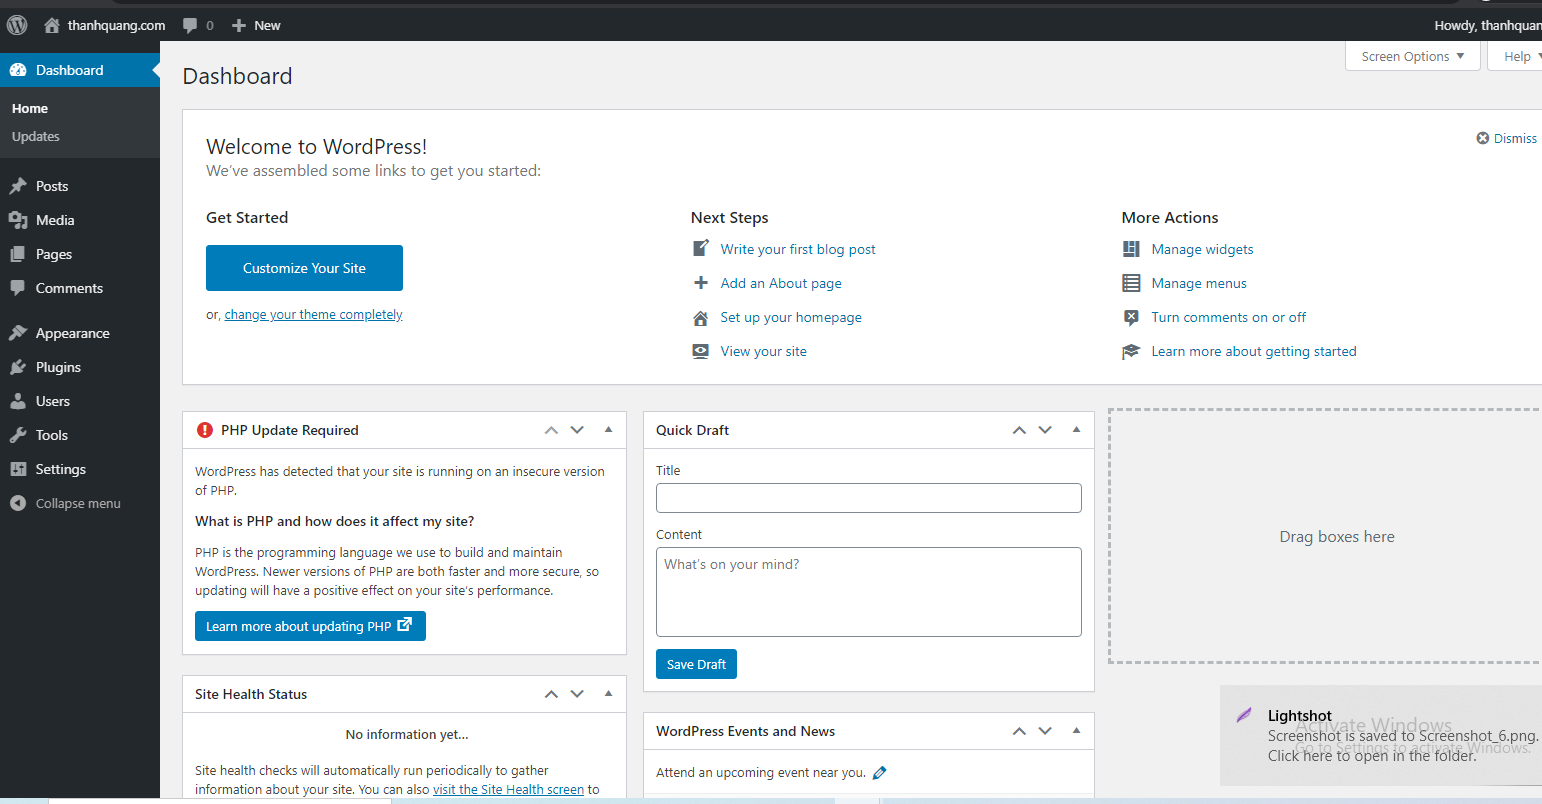 thanhquang.com 0 New
Howdy, thanhquan
Dashboard
Home
Updates
Posts
Media
Pages
Comments
Appearance
Plugins
Users
Tools
Settings
Collapse menu
Screen Options
Help
Dashboard
Welcome to WordPress!
We've assembled some links to get you started:
Dismiss
Get Started
Customize Your Site
or, change your theme completely
Next Steps
Write your first blog post
Add an About page
Set up your homepage
View your site
More Actions
Manage widgets
Manage menus
Turn comments on or off
Learn more about getting started
PHP Update Required
WordPress has detected that your site is running on an insecure version
of PHP.
What is PHP and how does it affect my site?
PHP is the programming language we use to build and maintain
WordPress. Newer versions of PHP are both faster and more secure, so
updating will have a positive effect on your site's performance.
Learn more about updating PHP
Site Health Status
No information yet...
Site health checks will automatically run periodically to gather
information about your site. You can also visit the Site Health screen to
Quick Draft
Title
Content
What's on your mind?
Save Draft
WordPress Events and News
Attend an upcoming event near you.
Drag boxes here
Lightshot
Screenshot is saved to Screenshot_6.png.
Click here to open in the folder.
Activate Windows
Go to Settings to activate Windows.